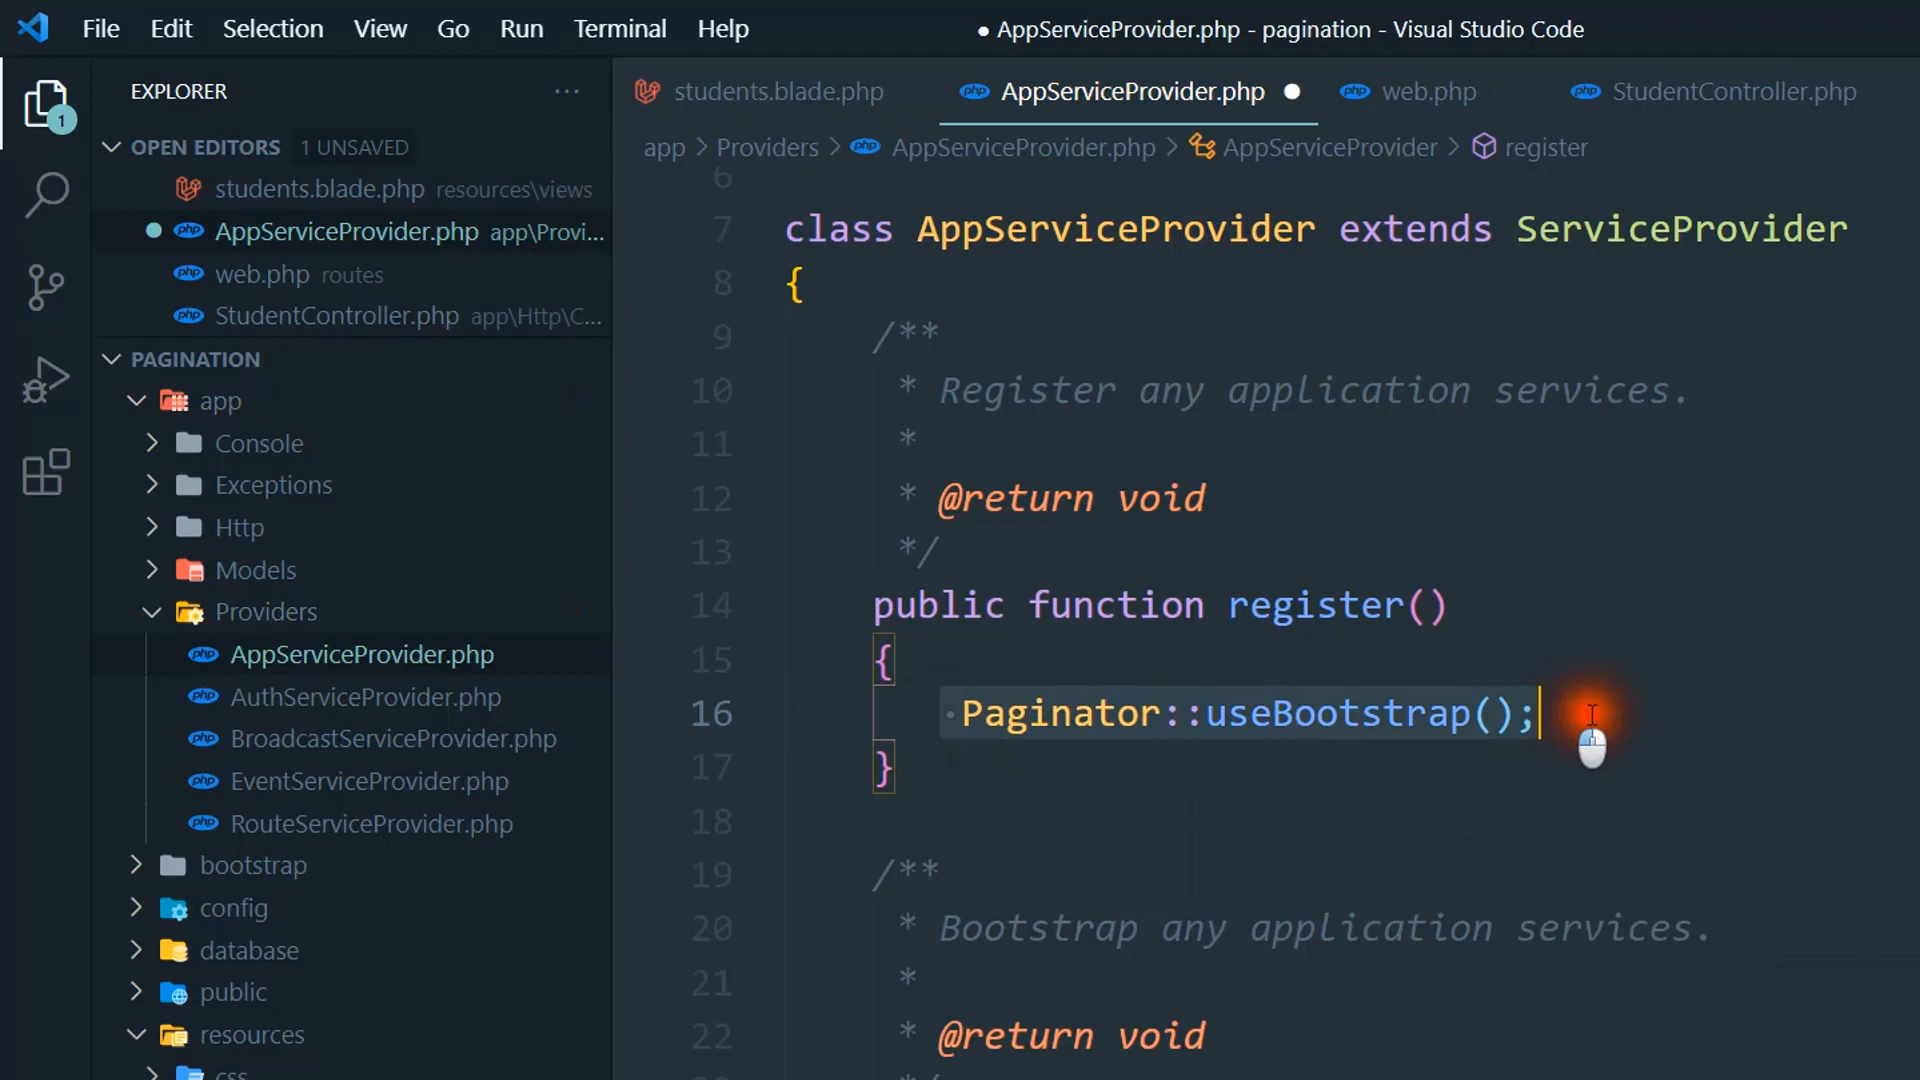 File Edit Selection View Go Run Terminal Help
● AppServiceProvider.php - pagination - Visual Studio Code
EXPLORER
1
OPEN EDITORS 1 UNSAVED
students.blade.php resources\views
AppServiceProvider.php app\Provi...
web.php routes
StudentController.php app\Http\C...
PAGINATION
app
Console
Exceptions
Http
Models
Providers
AppServiceProvider.php
AuthServiceProvider.php
BroadcastServiceProvider.php
EventServiceProvider.php
RouteServiceProvider.php
bootstrap
config
database
public
resources
css
students.blade.php AppServiceProvider.php web.php StudentController.php
app > Providers > AppServiceProvider.php > AppServiceProvider > register
6
7 class AppServiceProvider extends ServiceProvider
8 {
9 /**
10 * Register any application services.
11 *
12 * @return void
13 */
14 public function register()
15 {
16 Paginator::useBootstrap();
17 }
18
19 /**
20 * Bootstrap any application services.
21 *
22 * @return void